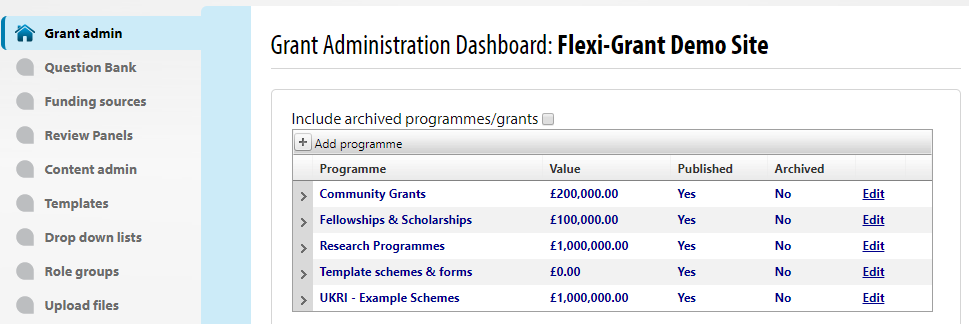 Grant admin
Question Bank
Funding sources
Review Panels
Content admin
Templates
Drop down lists
Role groups
Upload files
Grant Administration Dashboard: Flexi-Grant Demo Site
Include archived programmes/grants
+ Add programme
Programme Value Published Archived
Community Grants £200,000.00 Yes No Edit
Fellowships & Scholarships £100,000.00 Yes No Edit
Research Programmes £1,000,000.00 Yes No Edit
Template schemes & forms £0.00 Yes No Edit
UKRI - Example Schemes £1,000,000.00 Yes No Edit